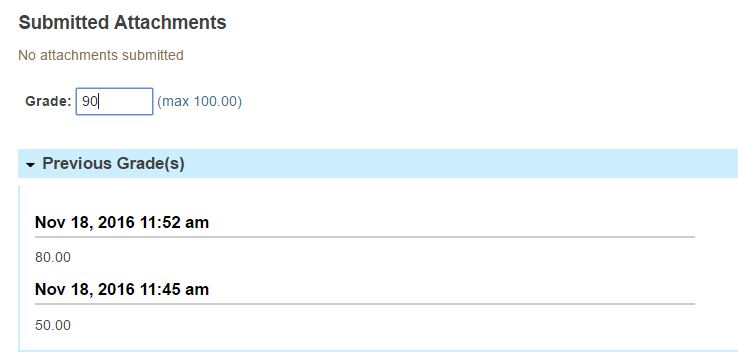 Submitted Attachments
No attachments submitted
Grade: 90 (max 100.00)
Previous Grade(s)
Nov 18, 2016 11:52 am
80.00
Nov 18, 2016 11:45 am
50.00